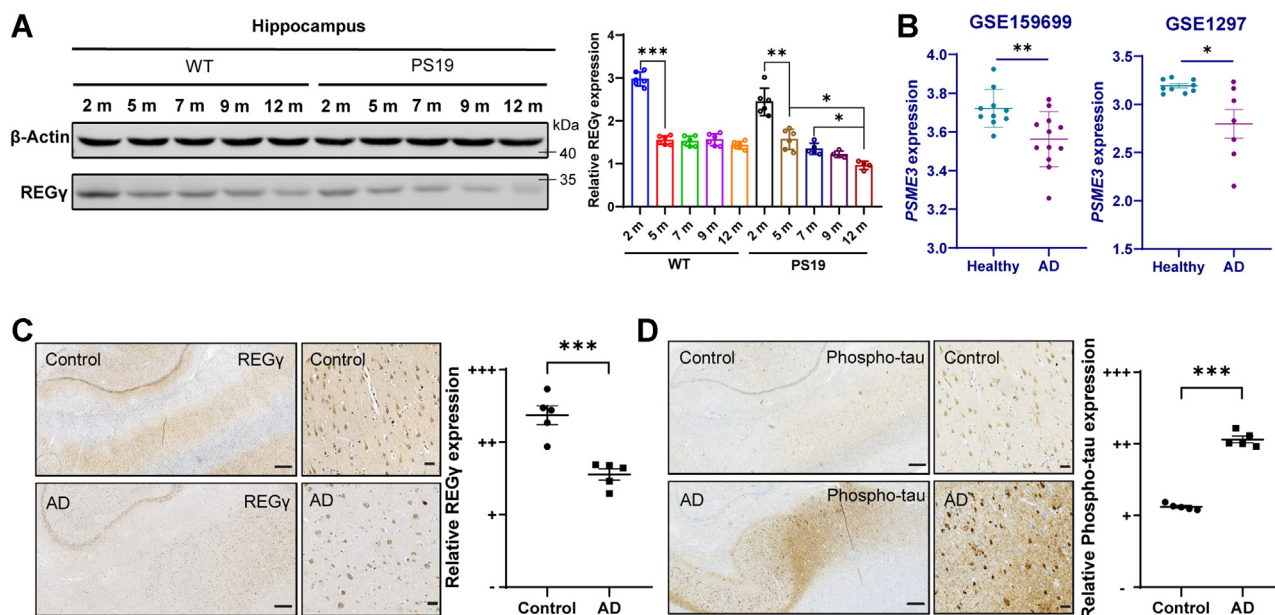 A
Hippocampus
WT PS19
2 m 5 m 7 m 9 m 12 m 2 m 5 m 7 m 9 m 12 m
kDa
β-Actin
40
35
REGγ
Relative REGγ expression
4
3
2
1
0
*** ** * *
2 m 5 m 7 m 9 m 12 m 2 m 5 m 7 m 9 m 12 m
WT PS19
B
GSE159699
PSME3 expression
4.0
3.8
3.6
3.4
3.2
3.0
**
Healthy AD
GSE1297
PSME3 expression
3.5
3.0
2.5
2.0
1.5
*
Healthy AD
C
Control REGγ
Control
AD REGγ
AD
Relative REGγ expression
+++
++
+
-
***
Control AD
D
Control Phospho-tau
Control
AD Phospho-tau
AD
Relative Phospho-tau expression
+++
++
+
-
***
Control AD